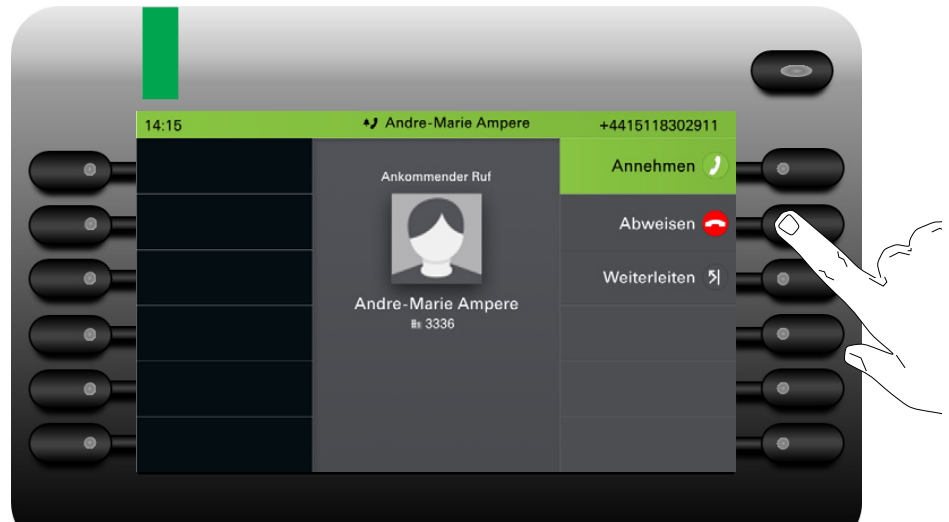 14:15 Andre-Marie Ampere +4415118302911
Ankommender Ruf
Andre-Marie Ampere
3336
Annehmen
Abweisen
Weiterleiten